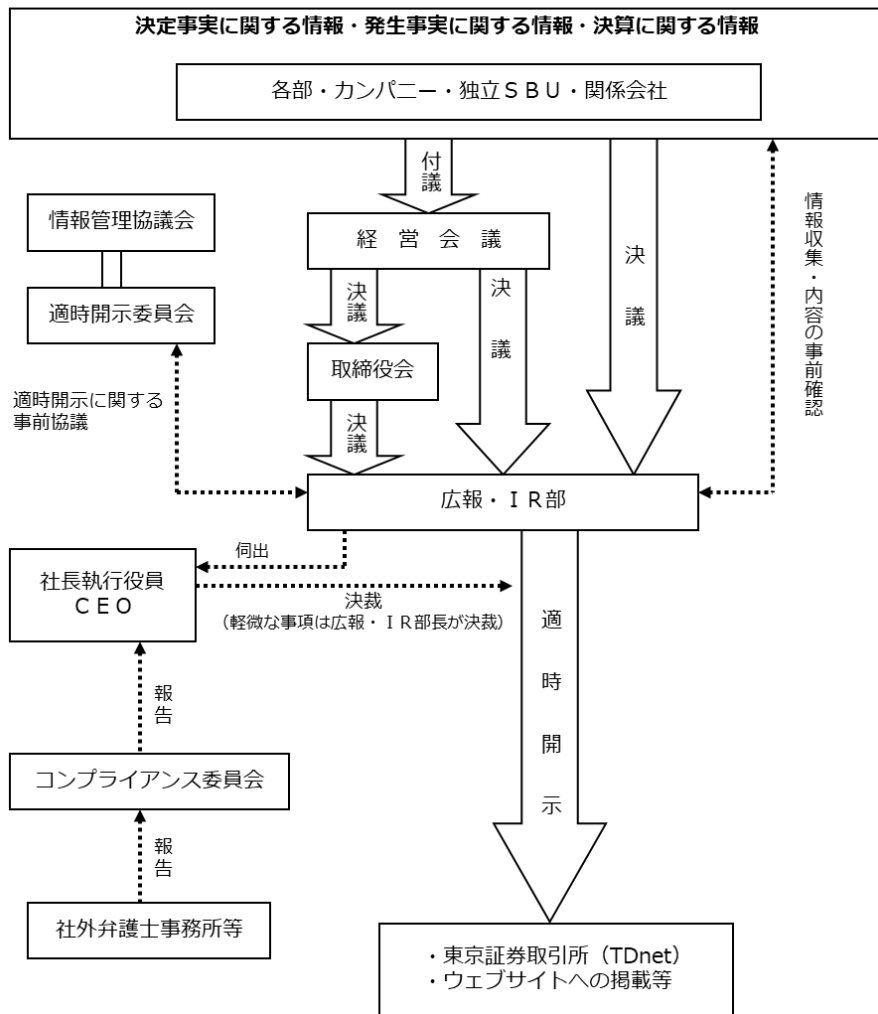 決定事実に関する情報・発生事実に関する情報・決算に関する情報
各部・カンパニー・独立ＳＢＵ・関係会社
付議
情報管理協議会
経　営　会　議
情報収集・内容の事前確認
決議
決議
決議
適時開示委員会
取締役会
適時開示に関する
事前協議
決議
広報・ＩＲ部
伺出
社長執行役員
ＣＥＯ
決裁
（軽微な事項は広報・ＩＲ部長が決裁）
適時開示
報告
コンプライアンス委員会
報告
社外弁護士事務所等
・東京証券取引所（TDnet）
・ウェブサイトへの掲載等